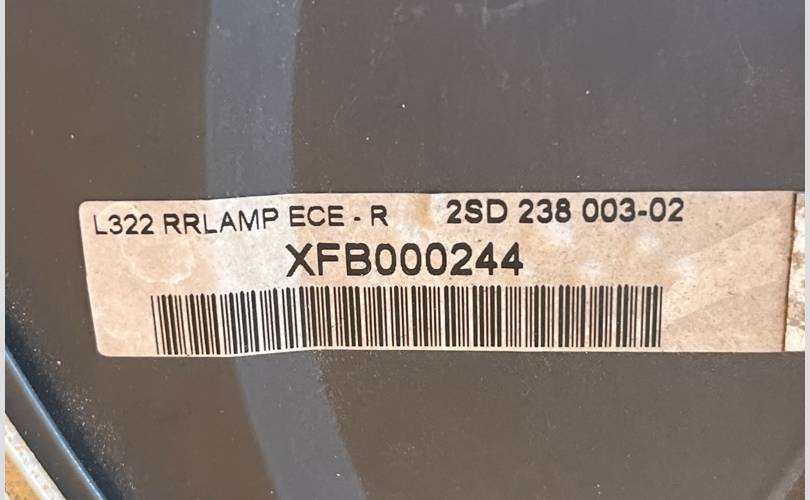 L322 RRLAMP ECE - R 2SD 238 003-02
XFB000244